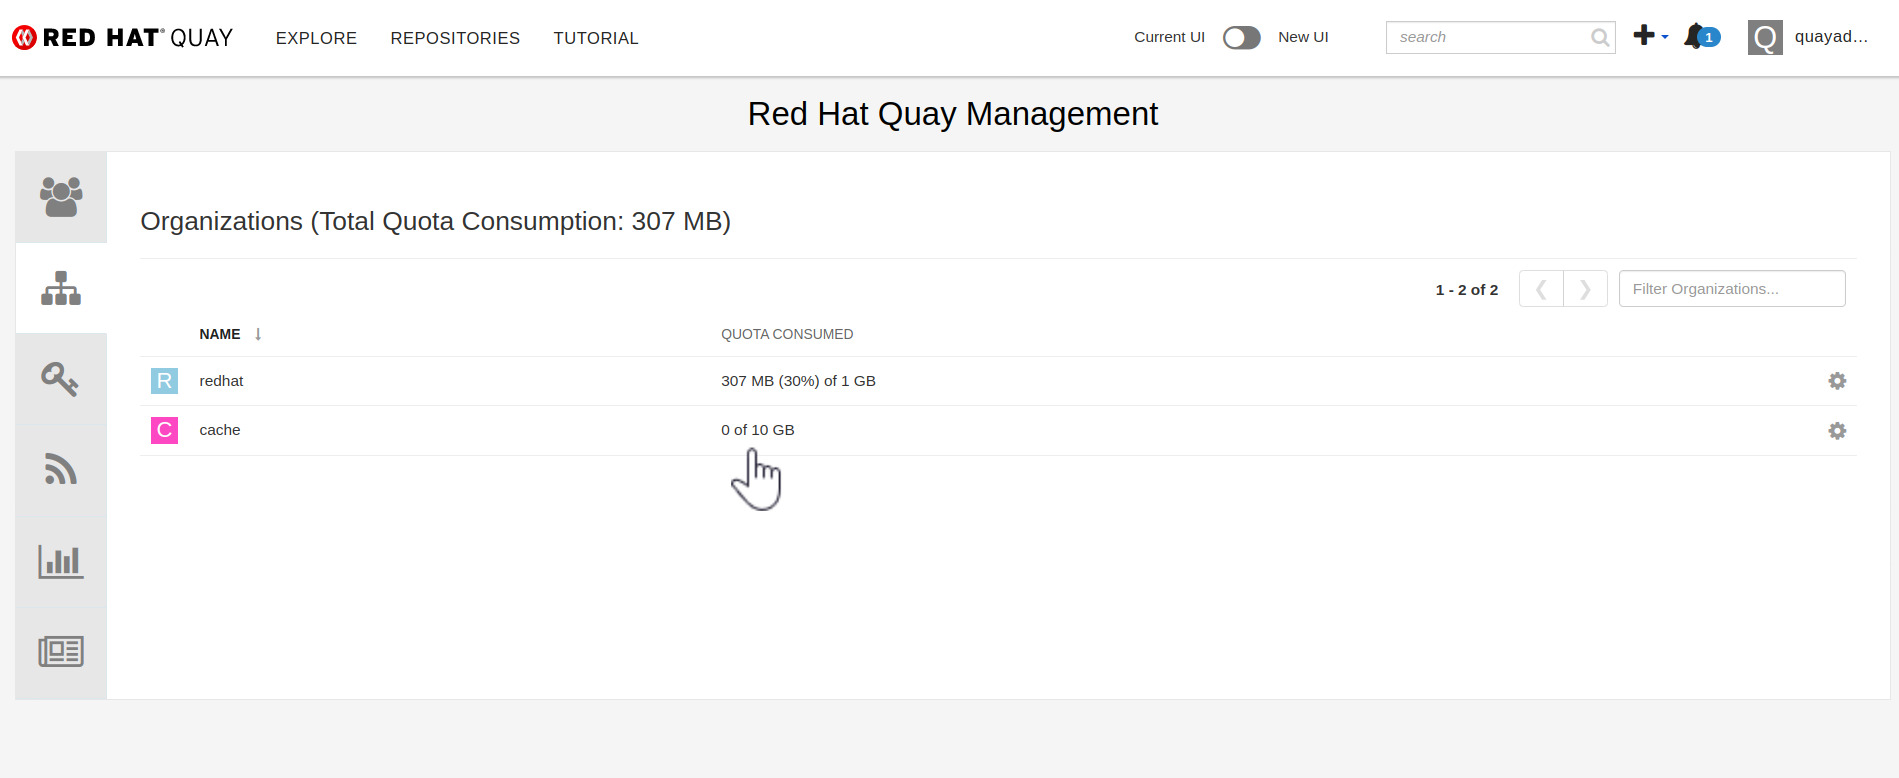 RED HAT® QUAY EXPLORE REPOSITORIES TUTORIAL Current UI New UI search 1 Q quayad...
Red Hat Quay Management
Organizations (Total Quota Consumption: 307 MB)
1 - 2 of 2 Filter Organizations...
NAME QUOTA CONSUMED
R redhat 307 MB (30%) of 1 GB
C cache 0 of 10 GB